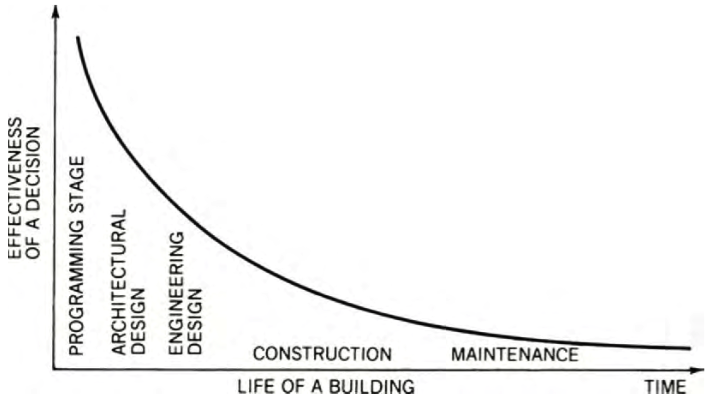 EFFECTIVENESS
OF A DECISION
PROGRAMMING STAGE
ARCHITECTURAL
DESIGN
ENGINEERING
DESIGN
CONSTRUCTION
MAINTENANCE
LIFE OF A BUILDING
TIME